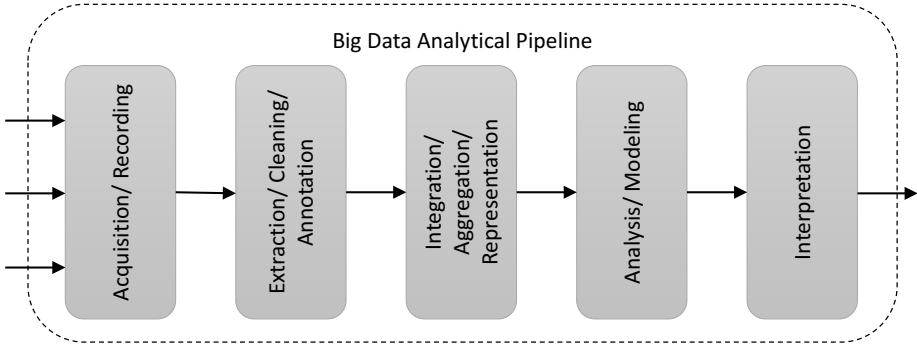 Big Data Analytical Pipeline
Acquisition/ Recording
Extraction/ Cleaning/
Annotation
Integration/
Aggregation/
Representation
Analysis/ Modeling
Interpretation